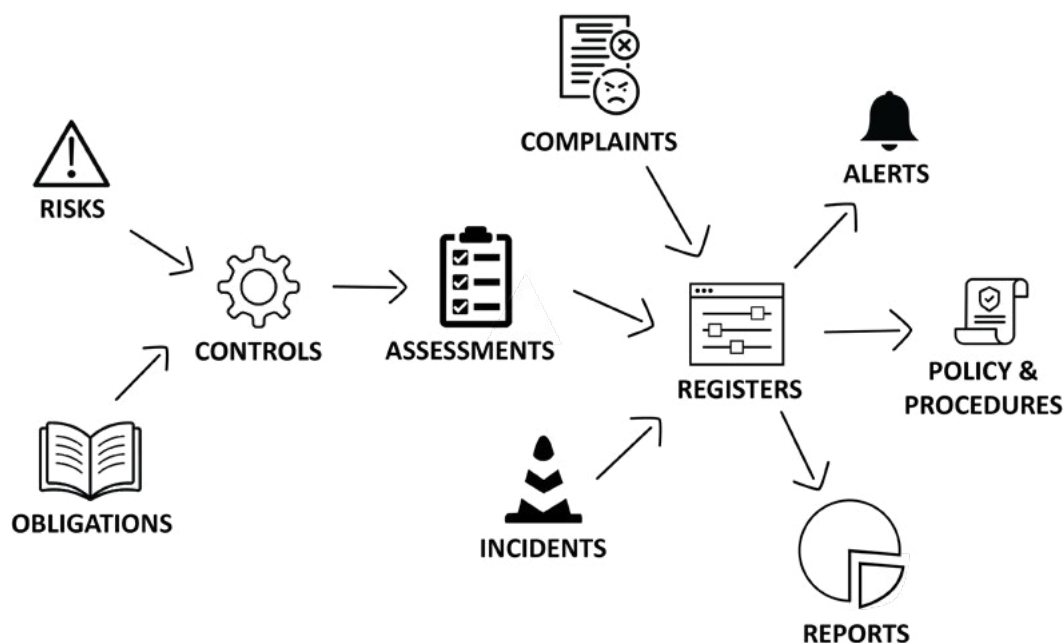 COMPLAINTS
ALERTS
RISKS
CONTROLS
ASSESSMENTS
REGISTERS
POLICY &
PROCEDURES
OBLIGATIONS
INCIDENTS
REPORTS